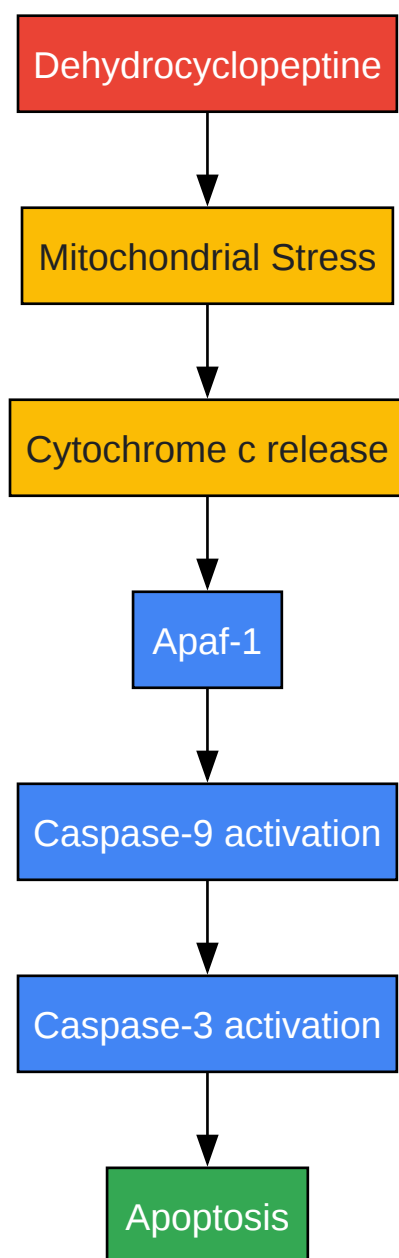 Dehydrocyclopeptine
Mitochondrial Stress
Cytochrome c release
Apaf-1
Caspase-9 activation
Caspase-3 activation
Apoptosis